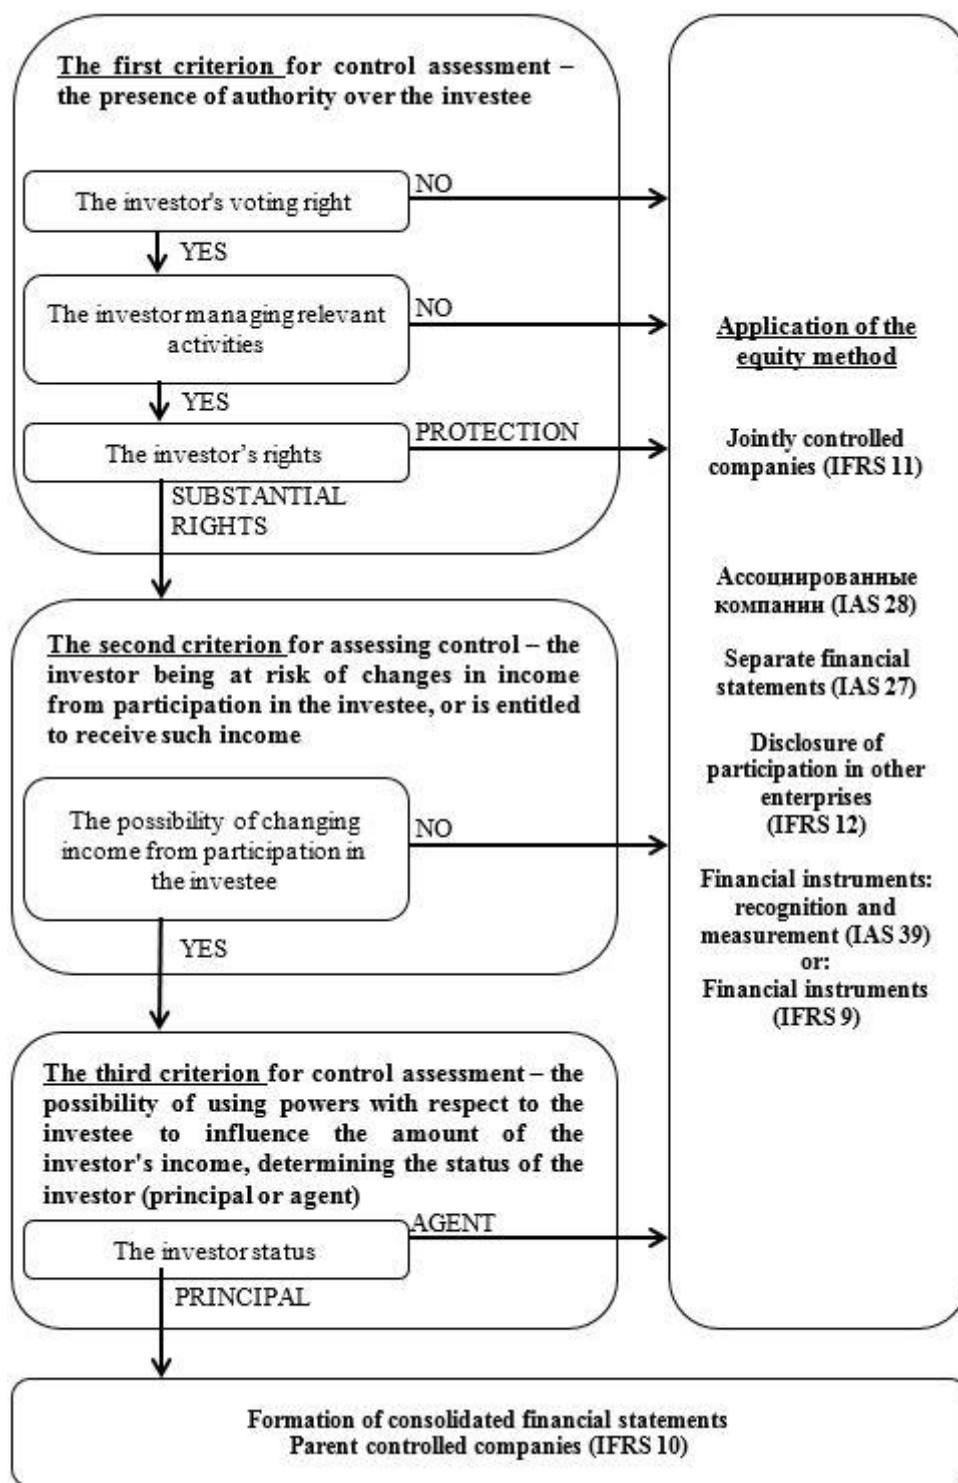 The first criterion for control assessment –
the presence of authority over the investee
The investor's voting right
NO
YES
The investor managing relevant
activities
NO
YES
The investor’s rights
PROTECTION
SUBSTANTIAL
RIGHTS
The second criterion for assessing control – the
investor being at risk of changes in income
from participation in the investee, or is entitled
to receive such income
The possibility of changing
income from participation in
the investee
NO
YES
The third criterion for control assessment – the
possibility of using powers with respect to the
investee to influence the amount of the
investor's income, determining the status of the
investor (principal or agent)
The investor status
AGENT
PRINCIPAL
Application of the
equity method
Jointly controlled
companies (IFRS 11)
Ассоциированные
компании (IAS 28)
Separate financial
statements (IAS 27)
Disclosure of
participation in other
enterprises
(IFRS 12)
Financial instruments:
recognition and
measurement (IAS 39)
or:
Financial instruments
(IFRS 9)
Formation of consolidated financial statements
Parent controlled companies (IFRS 10)